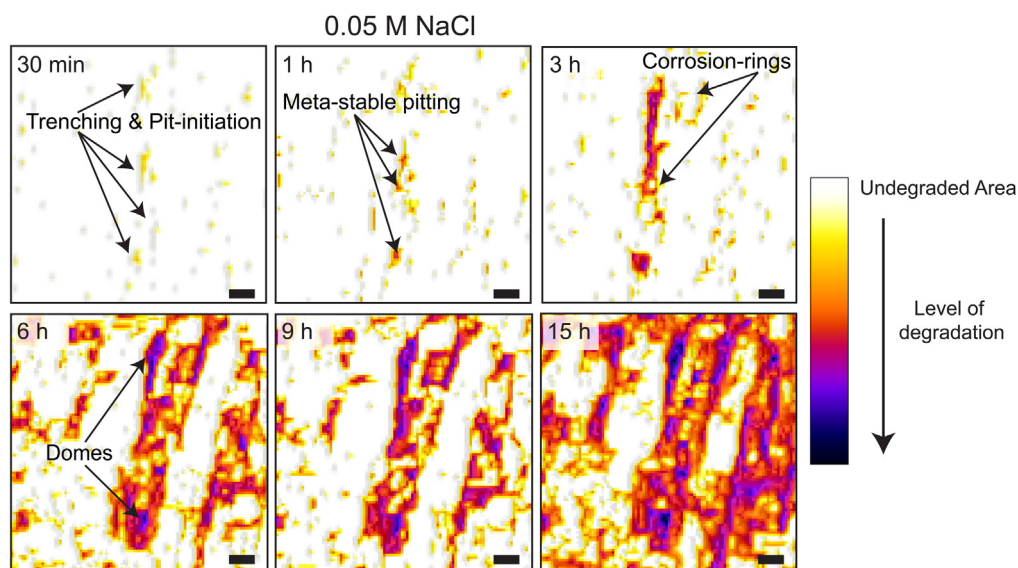 0.05 M NaCl
30 min
Trenching & Pit-initiation
1 h
Meta-stable pitting
3 h
Corrosion-rings
Undegraded Area
Level of
degradation
6 h
Domes
9 h
15 h